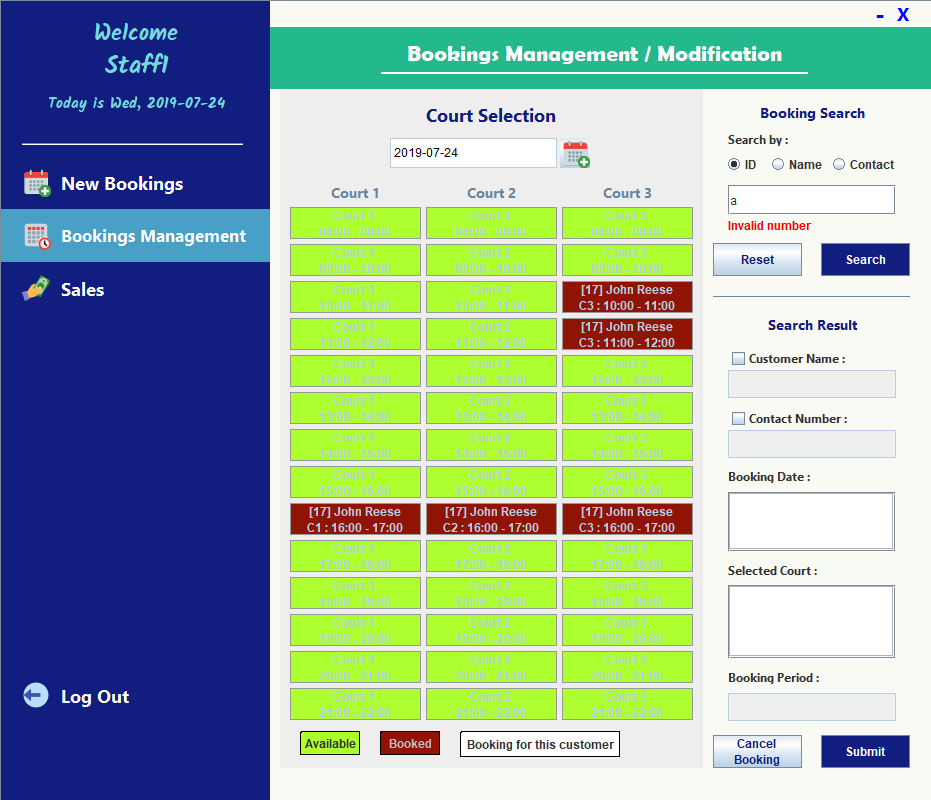 Welcome
Staff1
Today is Wed, 2019-07-24
New Bookings
Bookings Management
Sales
Log Out
- X
Bookings Management / Modification
Court Selection
2019-07-24
Court 1 Court 2 Court 3
Court 1 Court 2 Court 3
08:00 - 09:00 08:00 - 09:00 08:00 - 09:00
Court 1 Court 2 Court 3
09:00 - 10:00 09:00 - 10:00 09:00 - 10:00
Court 1 Court 2 [17] John Reese
10:00 - 11:00 10:00 - 11:00 C3 : 10:00 - 11:00
Court 1 Court 2 [17] John Reese
11:00 - 12:00 11:00 - 12:00 C3 : 11:00 - 12:00
Court 1 Court 2 Court 3
12:00 - 13:00 12:00 - 13:00 12:00 - 13:00
Court 1 Court 2 Court 3
13:00 - 14:00 13:00 - 14:00 13:00 - 14:00
Court 1 Court 2 Court 3
14:00 - 15:00 14:00 - 15:00 14:00 - 15:00
Court 1 Court 2 Court 3
15:00 - 16:00 15:00 - 16:00 15:00 - 16:00
[17] John Reese [17] John Reese [17] John Reese
C1 : 16:00 - 17:00 C2 : 16:00 - 17:00 C3 : 16:00 - 17:00
Court 1 Court 2 Court 3
17:00 - 18:00 17:00 - 18:00 17:00 - 18:00
Court 1 Court 2 Court 3
18:00 - 19:00 18:00 - 19:00 18:00 - 19:00
Court 1 Court 2 Court 3
19:00 - 20:00 19:00 - 20:00 19:00 - 20:00
Court 1 Court 2 Court 3
20:00 - 21:00 20:00 - 21:00 20:00 - 21:00
Court 1 Court 2 Court 3
21:00 - 22:00 21:00 - 22:00 21:00 - 22:00
Available Booked Booking for this customer
Booking Search
Search by :
ID Name Contact
a
Invalid number
Reset Search
Search Result
Customer Name :
Contact Number :
Booking Date :
Selected Court :
Booking Period :
Cancel
Booking
Submit